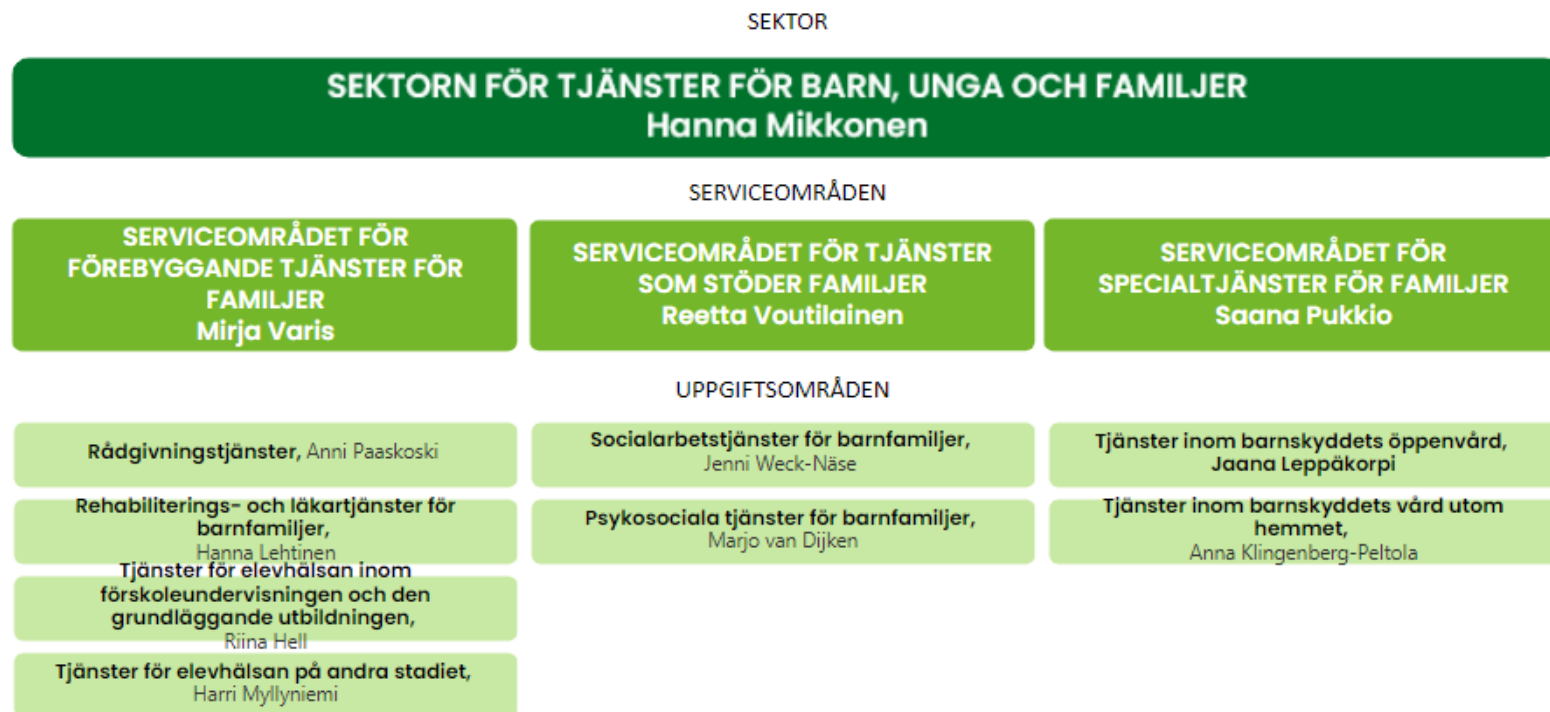 SEKTOR
SEKTORN FÖR TJÄNSTER FÖR BARN, UNGA OCH FAMILJER
Hanna Mikkonen
SERVICEOMRÅDEN
SERVICEOMRÅDET FÖR
FÖREBYGGANDE TJÄNSTER FÖR
FAMILJER
Mirja Varis
SERVICEOMRÅDET FÖR TJÄNSTER
SOM STÖDER FAMILJER
Reetta Voutilainen
SERVICEOMRÅDET FÖR
SPECIALTJÄNSTER FÖR FAMILJER
Saana Pukkio
UPPGIFTSOMRÅDEN
Rådgivningstjänster, Anni Paaskoski
Rehabiliterings- och läkartjänster för
barnfamiljer,
Hanna Lehtinen
Tjänster för elevhälsan inom
förskoleundervisningen och den
grundläggande utbildningen,
Riina Hell
Tjänster för elevhälsan på andra stadiet,
Harri Myllyniemi
Socialarbetstjänster för barnfamiljer,
Jenni Weck-Näse
Psykosociala tjänster för barnfamiljer,
Marjo van Dijken
Tjänster inom barnskyddets öppenvård,
Jaana Leppäkorpi
Tjänster inom barnskyddets vård utom
hemmet,
Anna Klingenberg-Peltola